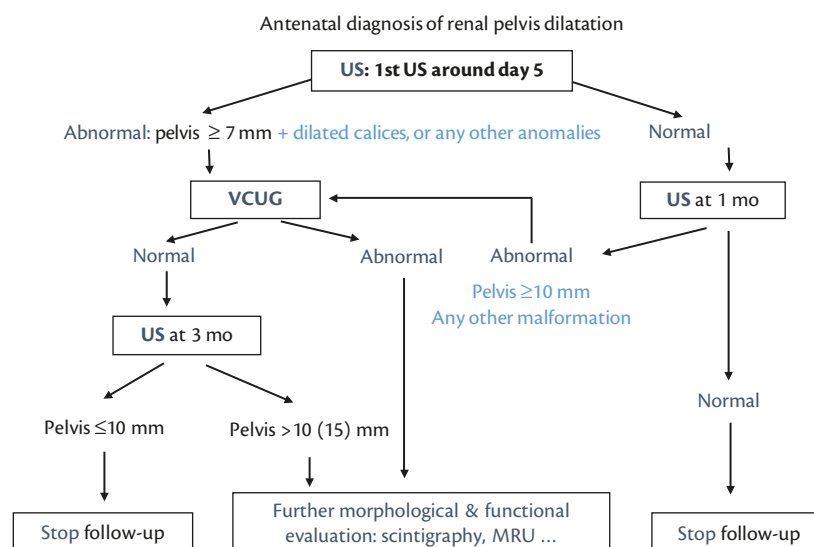 Antenatal diagnosis of renal pelvis dilatation
US: 1st US around day 5
Abnormal: pelvis ≥ 7 mm + dilated calices, or any other anomalies
Normal
VCUG
US at 1 mo
Normal
Abnormal
Abnormal
Pelvis ≥10 mm
Any other malformation
US at 3 mo
Normal
Pelvis ≤10 mm
Pelvis >10 (15) mm
Stop follow-up
Further morphological & functional
evaluation: scintigraphy, MRU ...
Stop follow-up